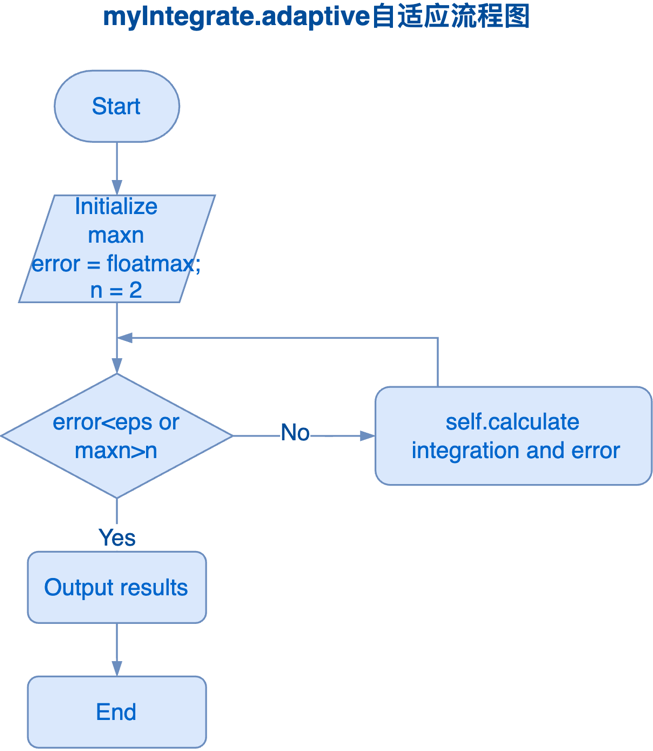 myIntegrate.adaptive自适应流程图
Start
Initialize
maxn
error = floatmax;
n = 2
error<eps or
maxn>n
No
self.calculate
integration and error
Yes
Output results
End